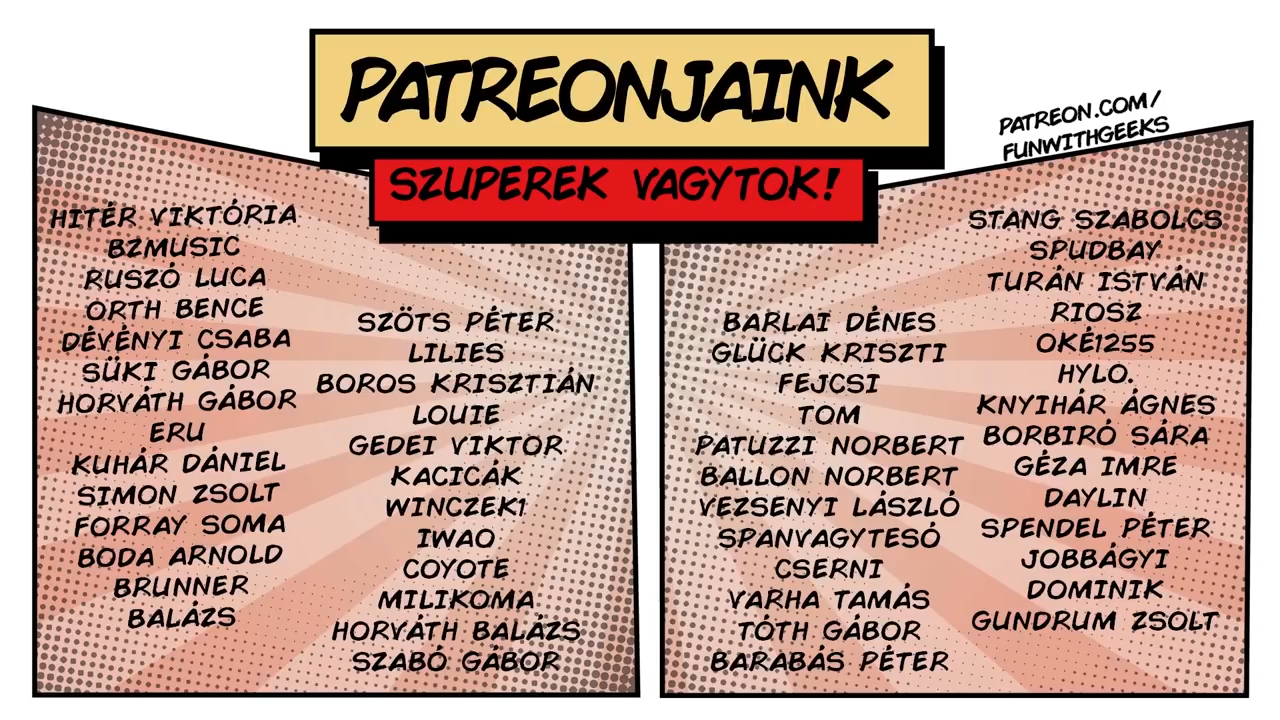 PATREONJAINK
SZUPEREK VAGYTOK!
PATREON.COM/
FUNWITHGEEKS
HITÉR VIKTÓRIA
BZMUSIC
RUSZÓ LUCA
ORTH BENCE
DÉVÉNYI CSABA
SÜKI GÁBOR
HORVÁTH GÁBOR
ERU
KUHÁR DÁNIEL
SIMON ZSOLT
FORRAY SOMA
BODA ARNOLD
BRUNNER
BALÁZS
SZÖTS PÉTER
LILIES
BOROS KRISZTIÁN
LOUIE
GEDEI VIKTOR
KACICÁK
WINCZEK1
IWAO
COYOTE
MILIKOMA
HORVÁTH BALÁZS
SZABÓ GÁBOR
BARLAI DÉNES
GLÜCK KRISZTI
FEJCSI
TOM
PATUZZI NORBERT
BALLON NORBERT
VEZSENYI LÁSZLÓ
SPANVAGYTESÓ
CSERNI
VARHA TAMÁS
TÓTH GÁBOR
BARABÁS PÉTER
STANG SZABOLCS
SPUDBAY
TURÁN ISTVÁN
RIOSZ
OKÉ1255
HYLO.
KNYIHÁR ÁGNES
BORBIRÓ SÁRA
GÉZA IMRE
DAYLIN
SPENDEL PÉTER
JOBBÁGYI
DOMINIK
GUNDRUM ZSOLT